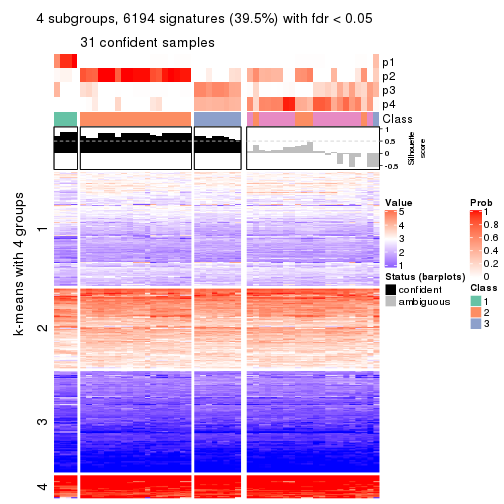 4 subgroups, 6194 signatures (39.5%) with fdr < 0.05
31 confident samples
p1
p2
p3
p4
Class
1
0.5
0
-0.5
Silhouette
score
k-means with 4 groups
1
2
3
4
Value
5
4
3
2
1
Status (barplots)
confident
ambiguous
Prob
1
0.8
0.6
0.4
0.2
0
Class
1
2
3